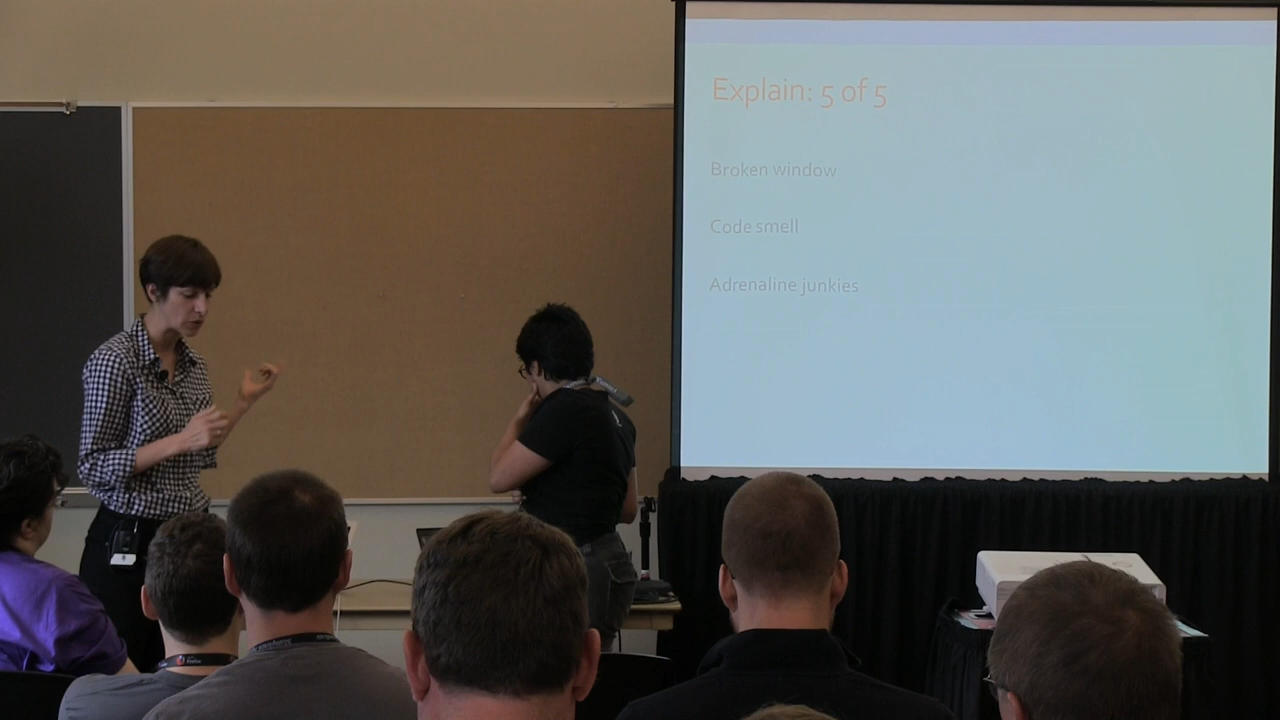 Explain: 5 of 5
Broken window
Code smell
Adrenaline junkies